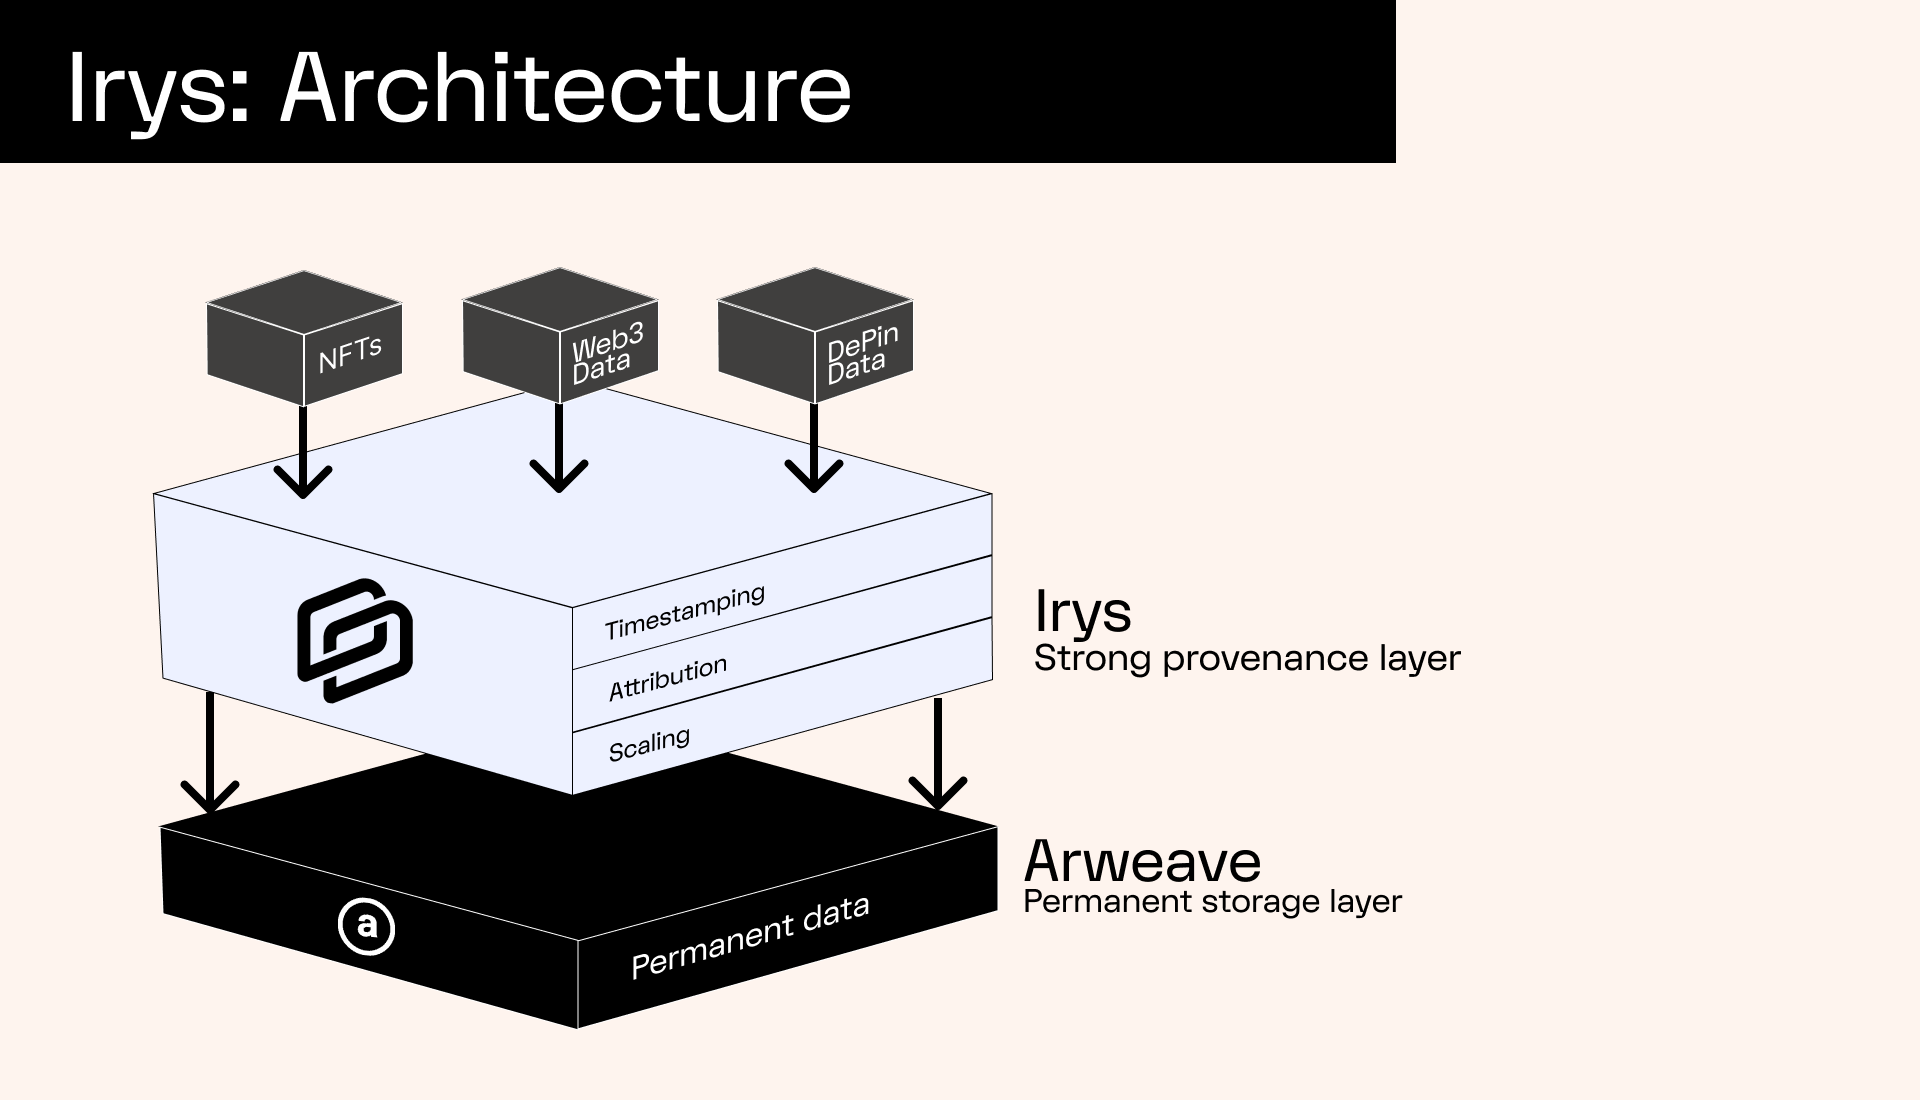 Irys: Architecture
NFTs
Web3
Data
DePin
Data
Timestamping
Attribution
Scaling
Irys
Strong provenance layer
a
Permanent data
Arweave
Permanent storage layer